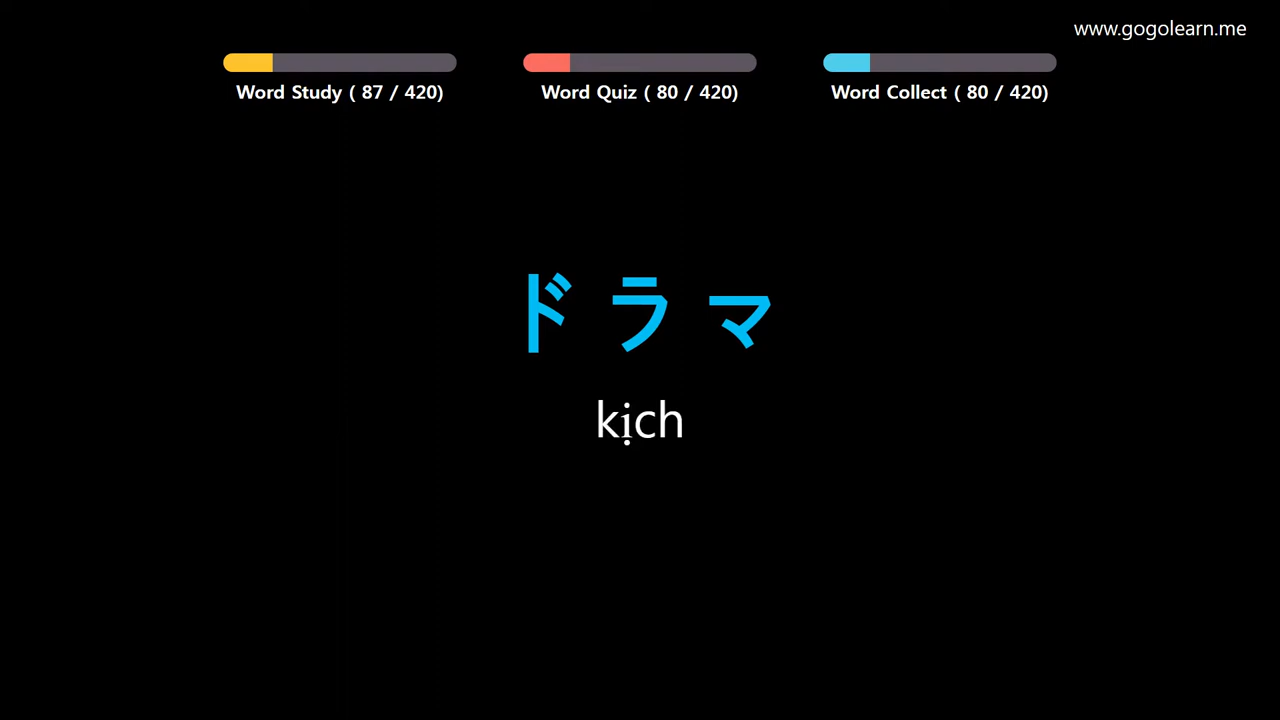 www.gogolearn.me
Word Study ( 87 / 420)
Word Quiz ( 80 / 420)
Word Collect ( 80 / 420)
ドラマ
kịch